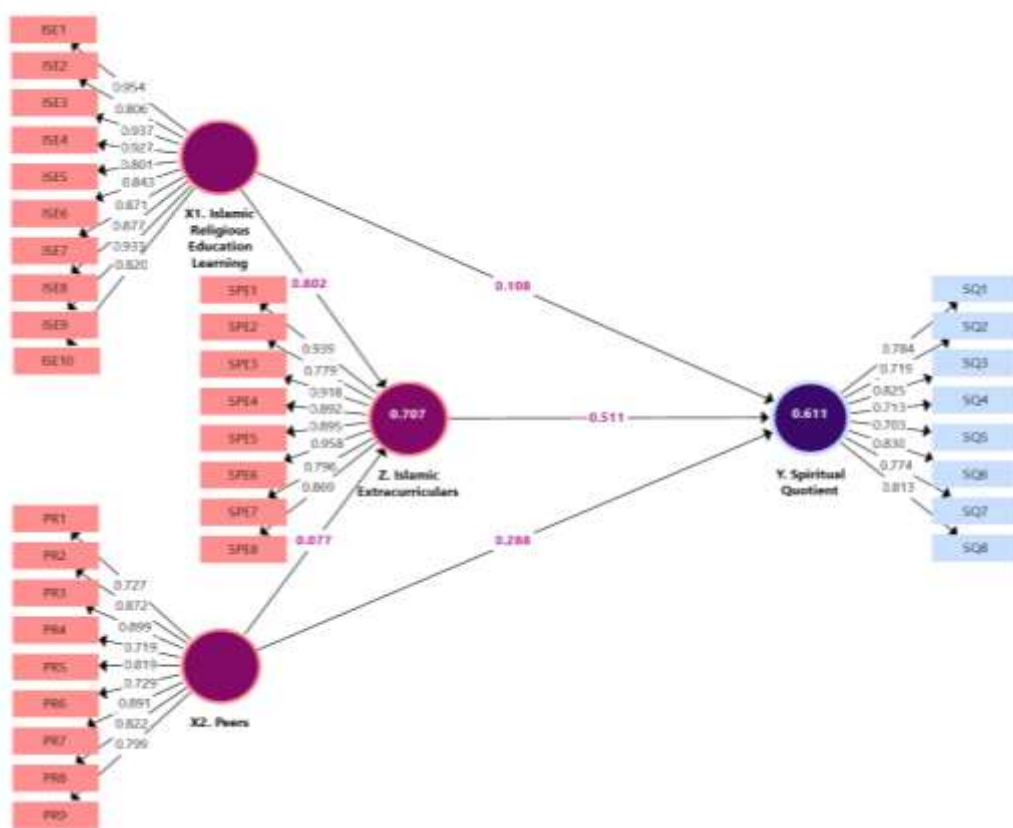 ISE1
ISE2
ISE3
ISE4
ISE5
ISE6
ISE7
ISE8
ISE9
ISE10
0.954
0.806
0.937
0.927
0.801
0.843
0.871
0.877
0.933
0.820
X1. Islamic
Religious
Education
Learning
0.802
0.108
SPE1
SPE2
SPE3
SPE4
SPE5
SPE6
SPE7
SPE8
0.939
0.779
0.918
0.892
0.895
0.958
0.796
0.869
0.707
Z. Islamic
Extracurriculars
0.511
0.611
Y. Spiritual
Quotient
0.784
0.719
0.825
0.713
0.703
0.830
0.774
0.813
SQ1
SQ2
SQ3
SQ4
SQ5
SQ6
SQ7
SQ8
0.077
0.288
PR1
PR2
PR3
PR4
PR5
PR6
PR7
PR8
PR9
0.727
0.872
0.899
0.719
0.819
0.729
0.891
0.822
0.799
X2. Peers